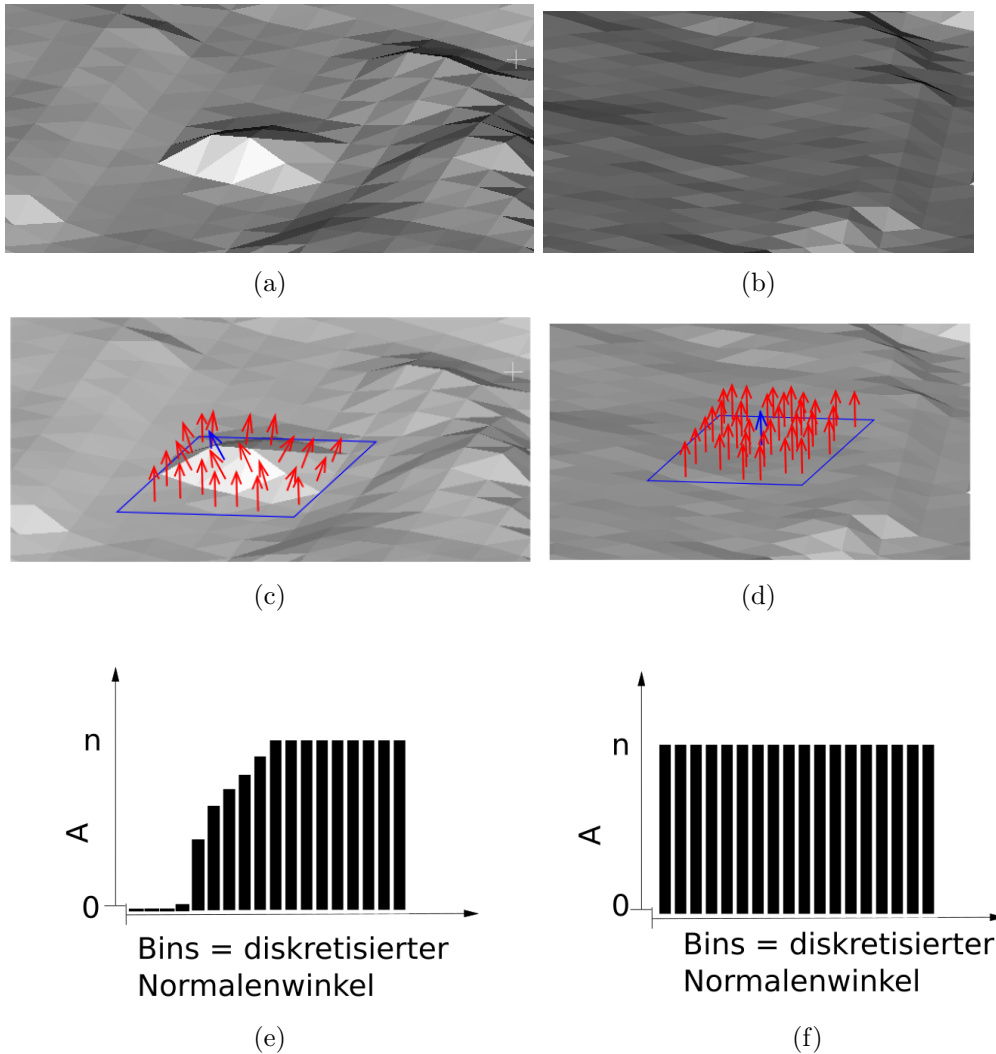 (a)
(b)
(c)
(d)
n
A
0
Bins = diskretisierter
Normalenwinkel
(e)
n
A
0
Bins = diskretisierter
Normalenwinkel
(f)